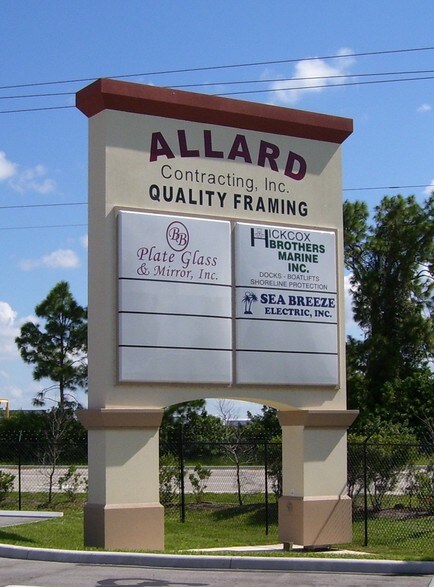 ALLARD
Contracting, Inc.
QUALITY FRAMING
BB
Plate Glass
& Mirror, Inc.
HICKCOX
BROTHERS
MARINE
INC.
DOCKS - BOATLIFTS
SHORELINE PROTECTION
SEA BREEZE
ELECTRIC, INC.